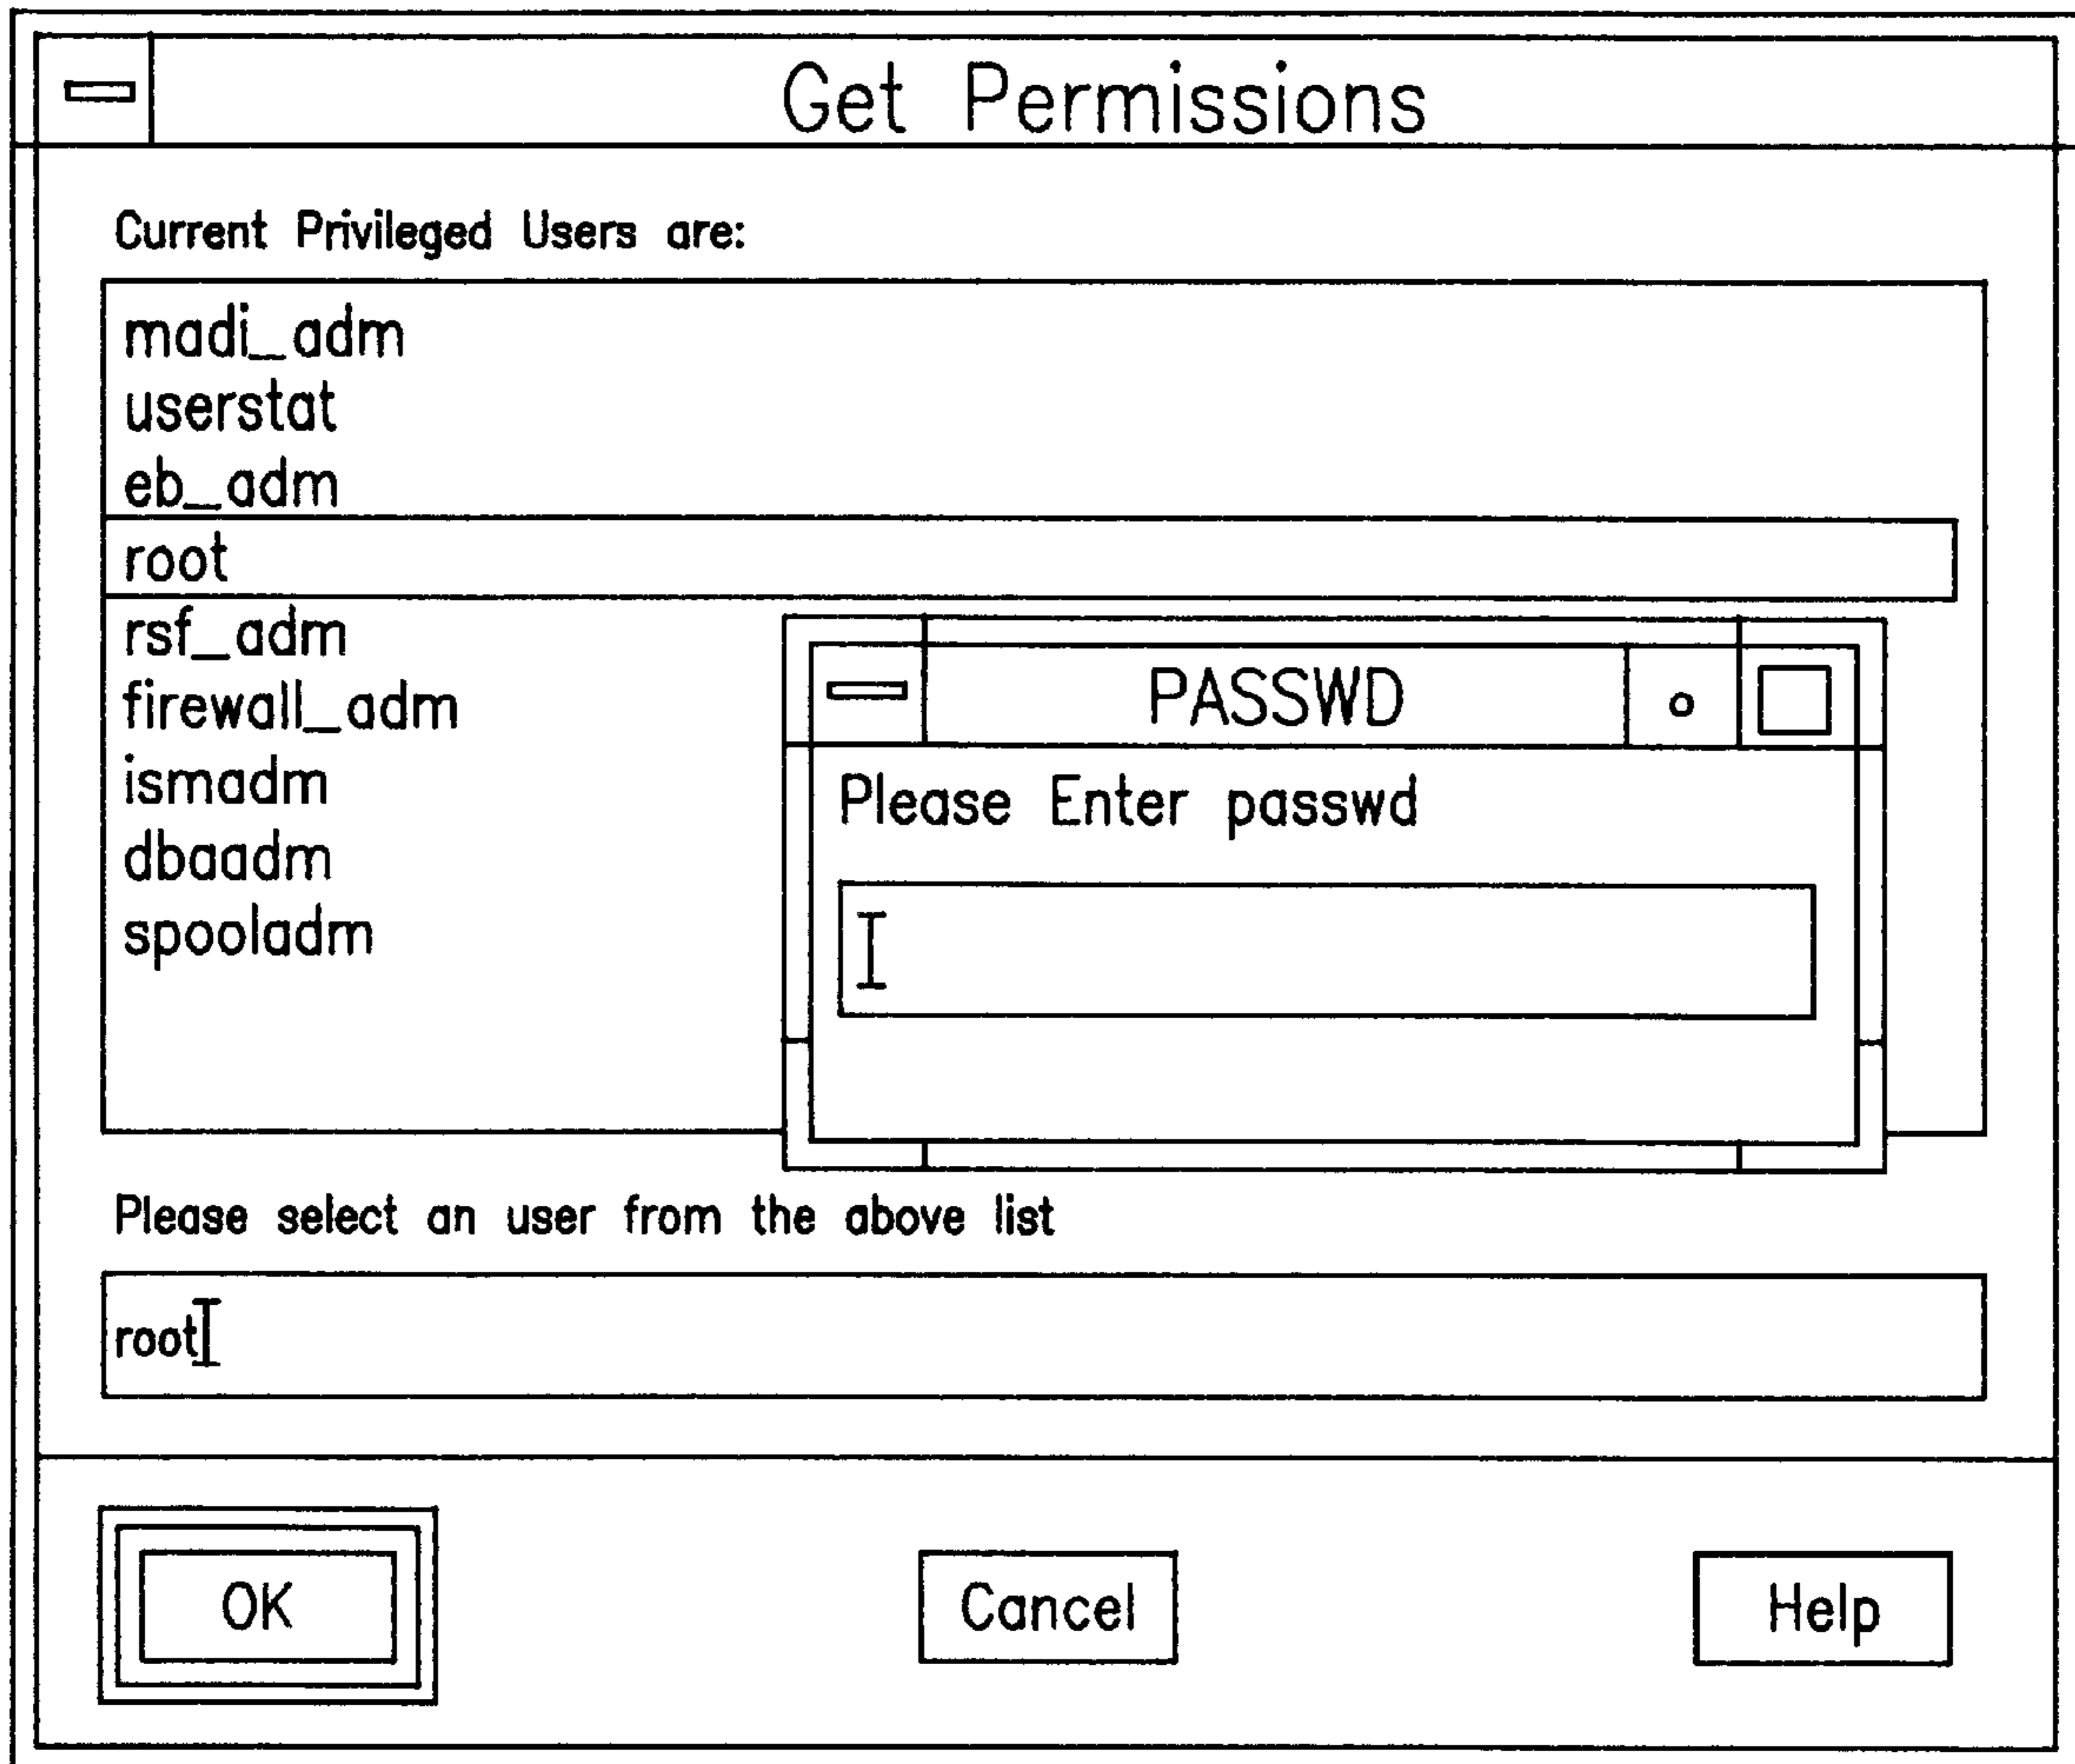 Get Permissions
Current Privileged Users are:
madi_adm
userstat
eb_adm
root
rsf_adm
firewall_adm
ismadm
dbaadm
spooladm
PASSWD
Please Enter passwd
Please select an user from the above list
root
OK
Cancel
Help